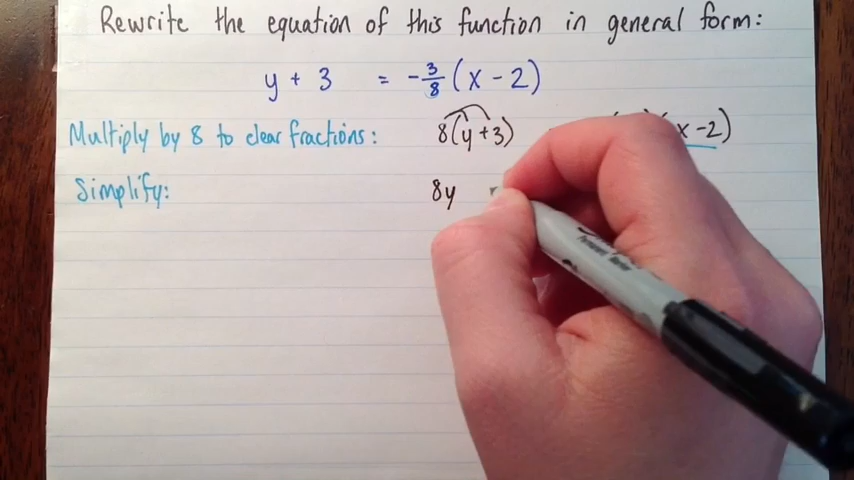 Rewrite the equation of this function in general form:
y + 3 = -3/8 (x - 2)
Multiply by 8 to clear fractions: 8(y+3) x -2)
Simplify: 8y